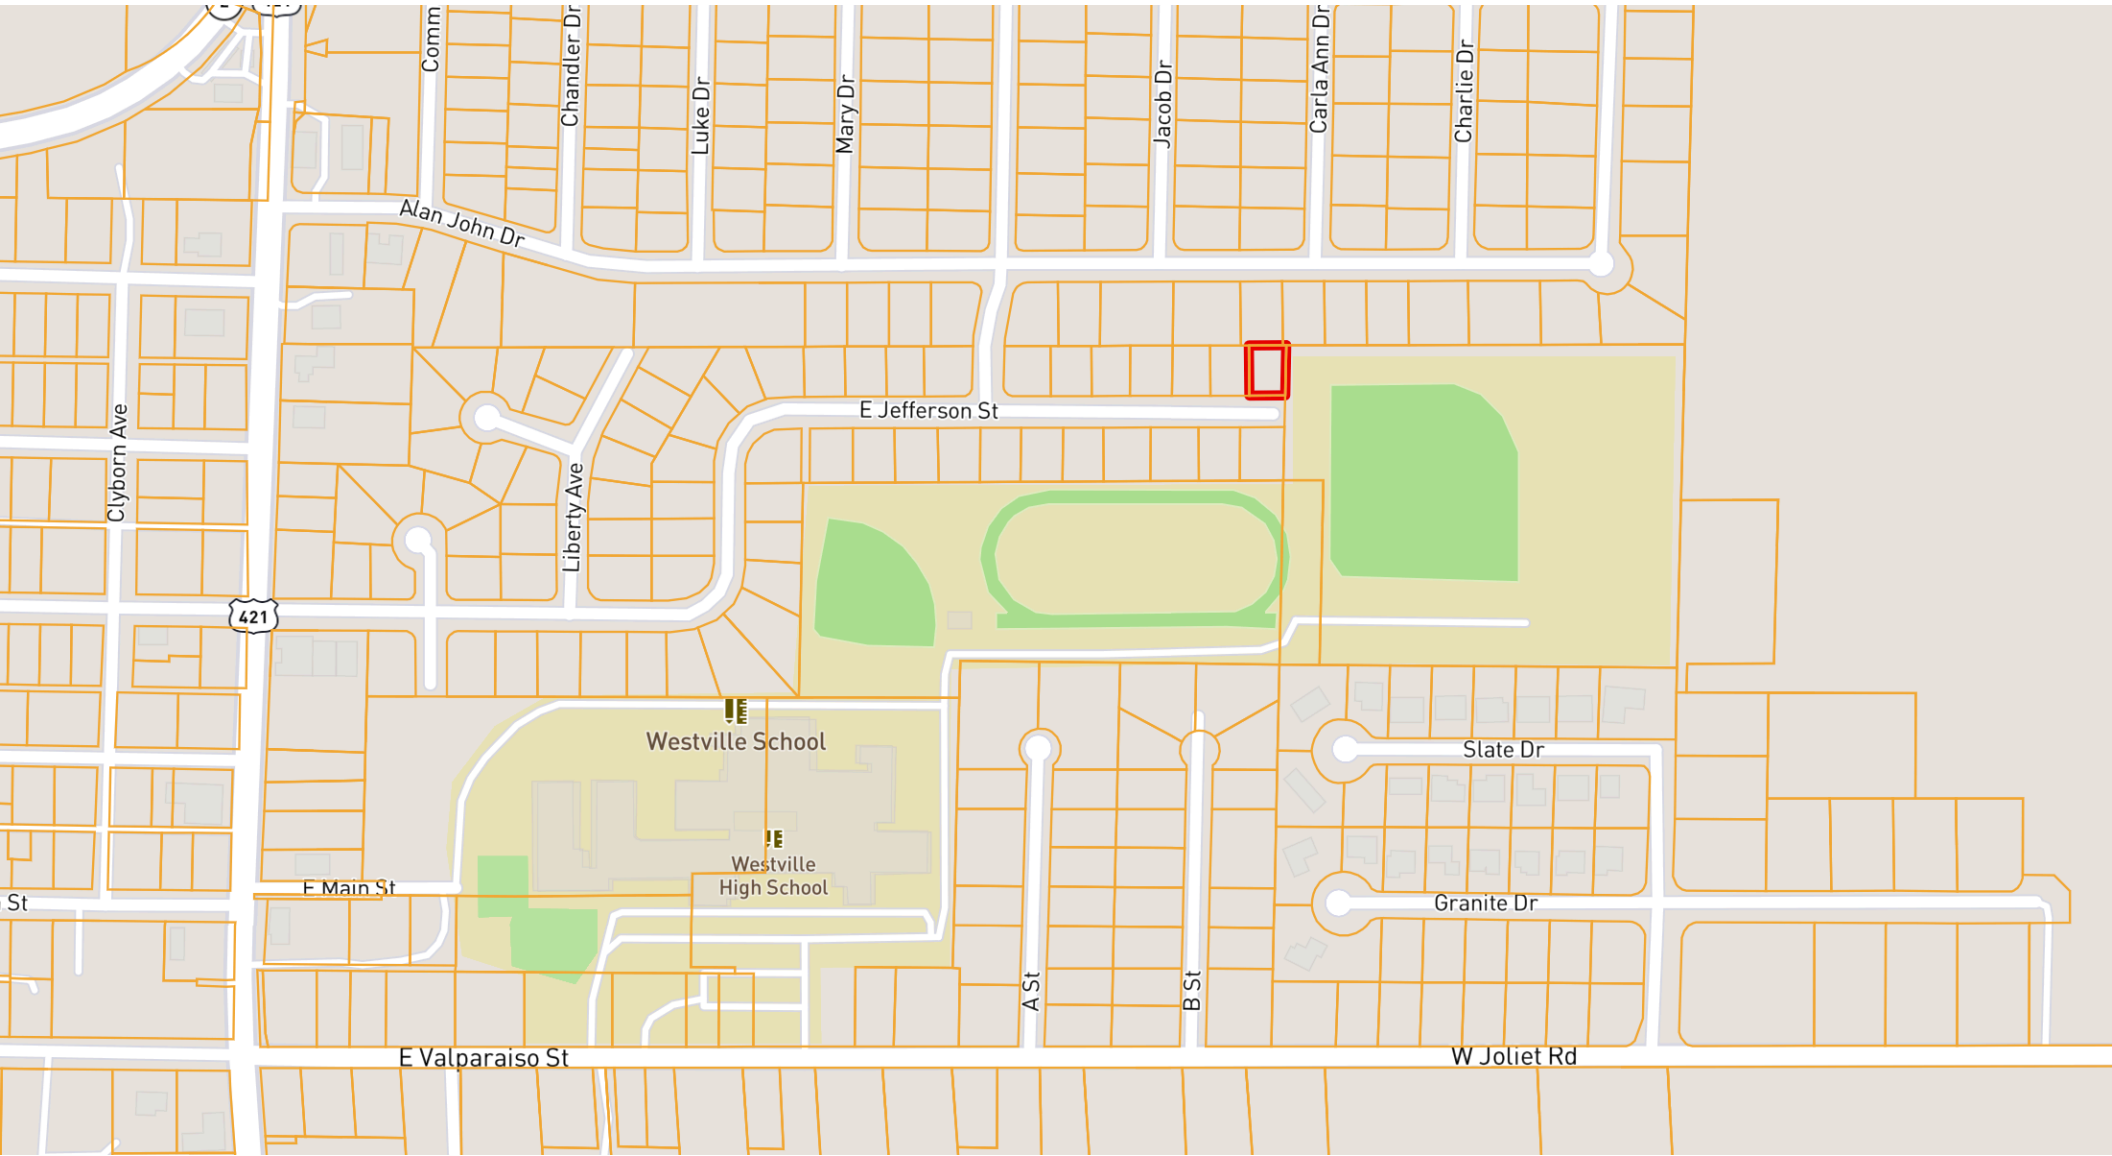 Comm
Chandler Dr
Luke Dr
Mary Dr
Jacob Dr
Carla Ann Dr
Charlie Dr
Alan John Dr
E Jefferson St
Clyborn Ave
Liberty Ave
421
Westville School
Westville
High School
Slate Dr
E Main St
St
Granite Dr
A St
B St
E Valparaiso St
W Joliet Rd